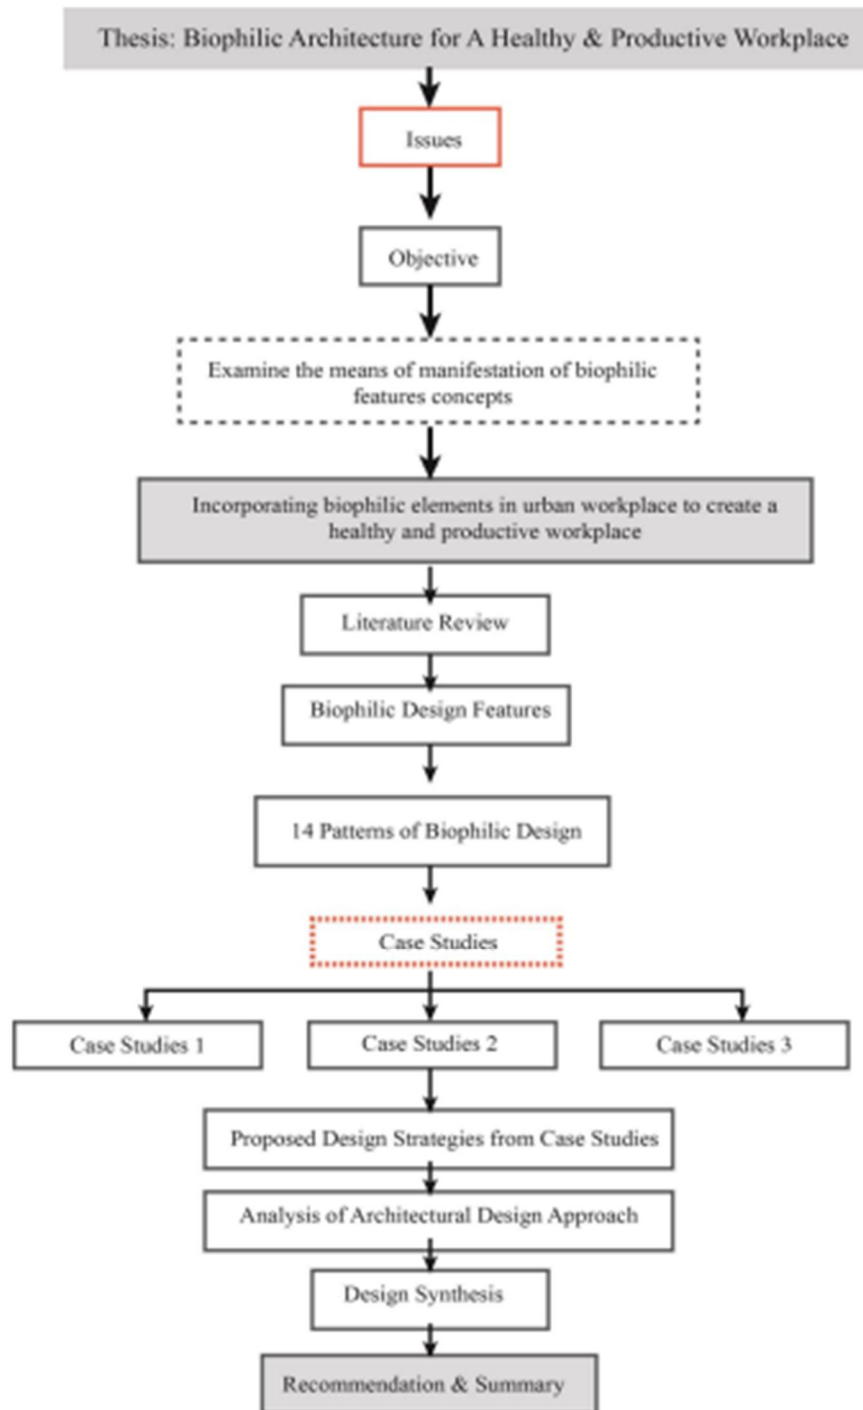 Thesis: Biophilic Architecture for A Healthy & Productive Workplace
Issues
Objective
Examine the means of manifestation of biophilic
features concepts
Incorporating biophilic elements in urban workplace to create a
healthy and productive workplace
Literature Review
Biophilic Design Features
14 Patterns of Biophilic Design
Case Studies
Case Studies 1
Case Studies 2
Case Studies 3
Proposed Design Strategies from Case Studies
Analysis of Architectural Design Approach
Design Synthesis
Recommendation & Summary